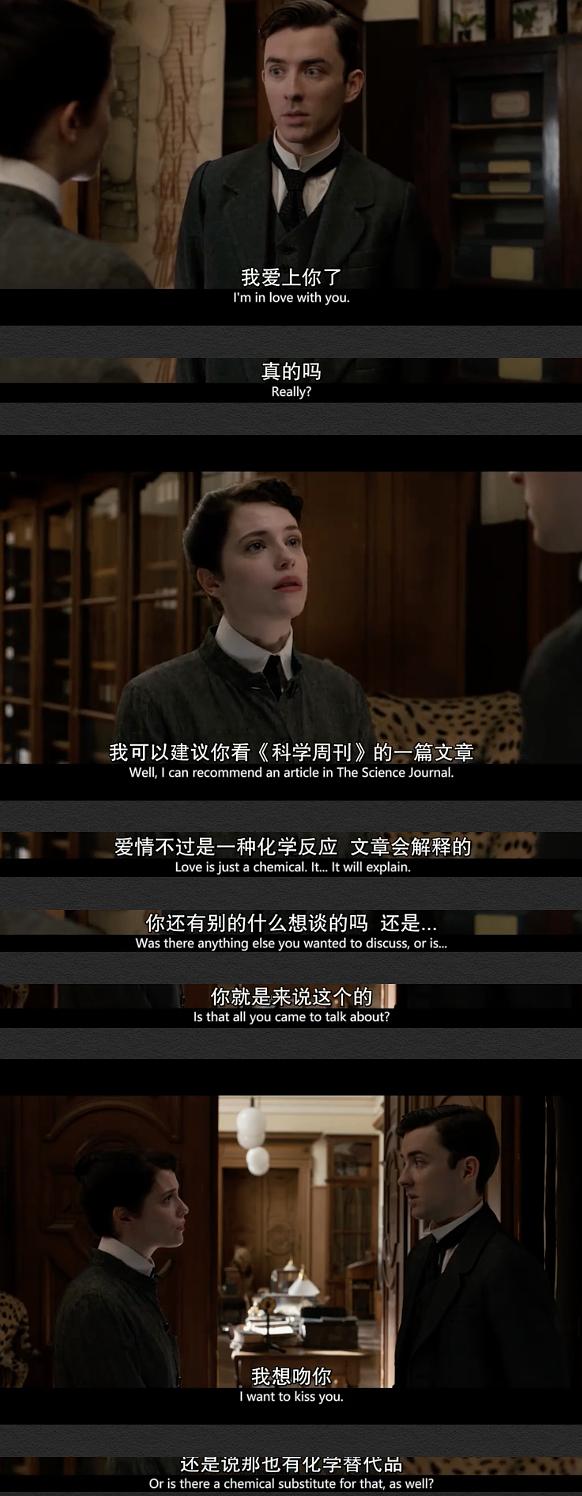 我爱上你了
I'm in love with you.
真的吗
Really?
我可以建议你看《科学周刊》的一篇文章
Well, I can recommend an article in The Science Journal.
爱情不过是一种化学反应 文章会解释的
Love is just a chemical. It... It will explain.
你还有别的什么想谈的吗 还是...
Was there anything else you wanted to discuss, or is...
你就是来说这个的
Is that all you came to talk about?
我想吻你
I want to kiss you.
还是说那也有化学替代品
Or is there a chemical substitute for that, as well?